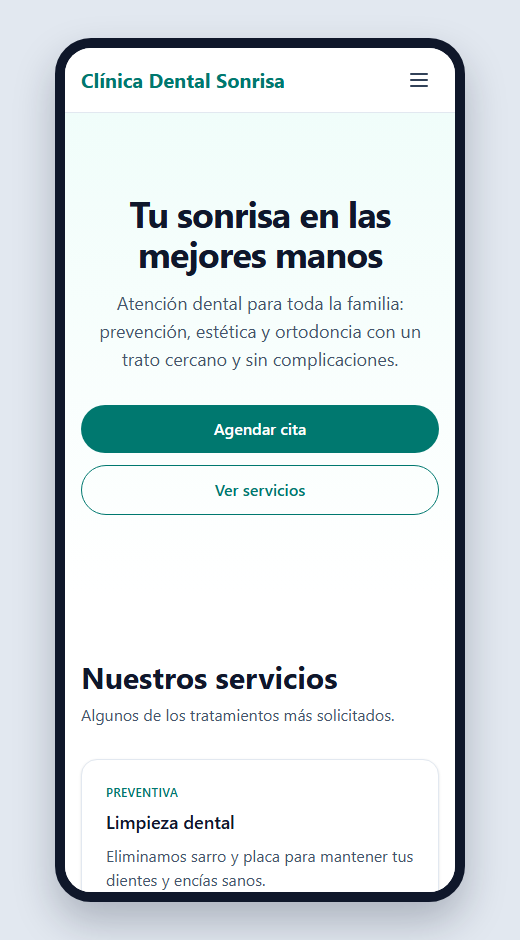 Clínica Dental Sonrisa
Tu sonrisa en las
mejores manos
Atención dental para toda la familia:
prevención, estética y ortodoncia con un
trato cercano y sin complicaciones.
Agendar cita
Ver servicios
Nuestros servicios
Algunos de los tratamientos más solicitados.
PREVENTIVA
Limpieza dental
Eliminamos sarro y placa para mantener tus
dientes y encías sanos.